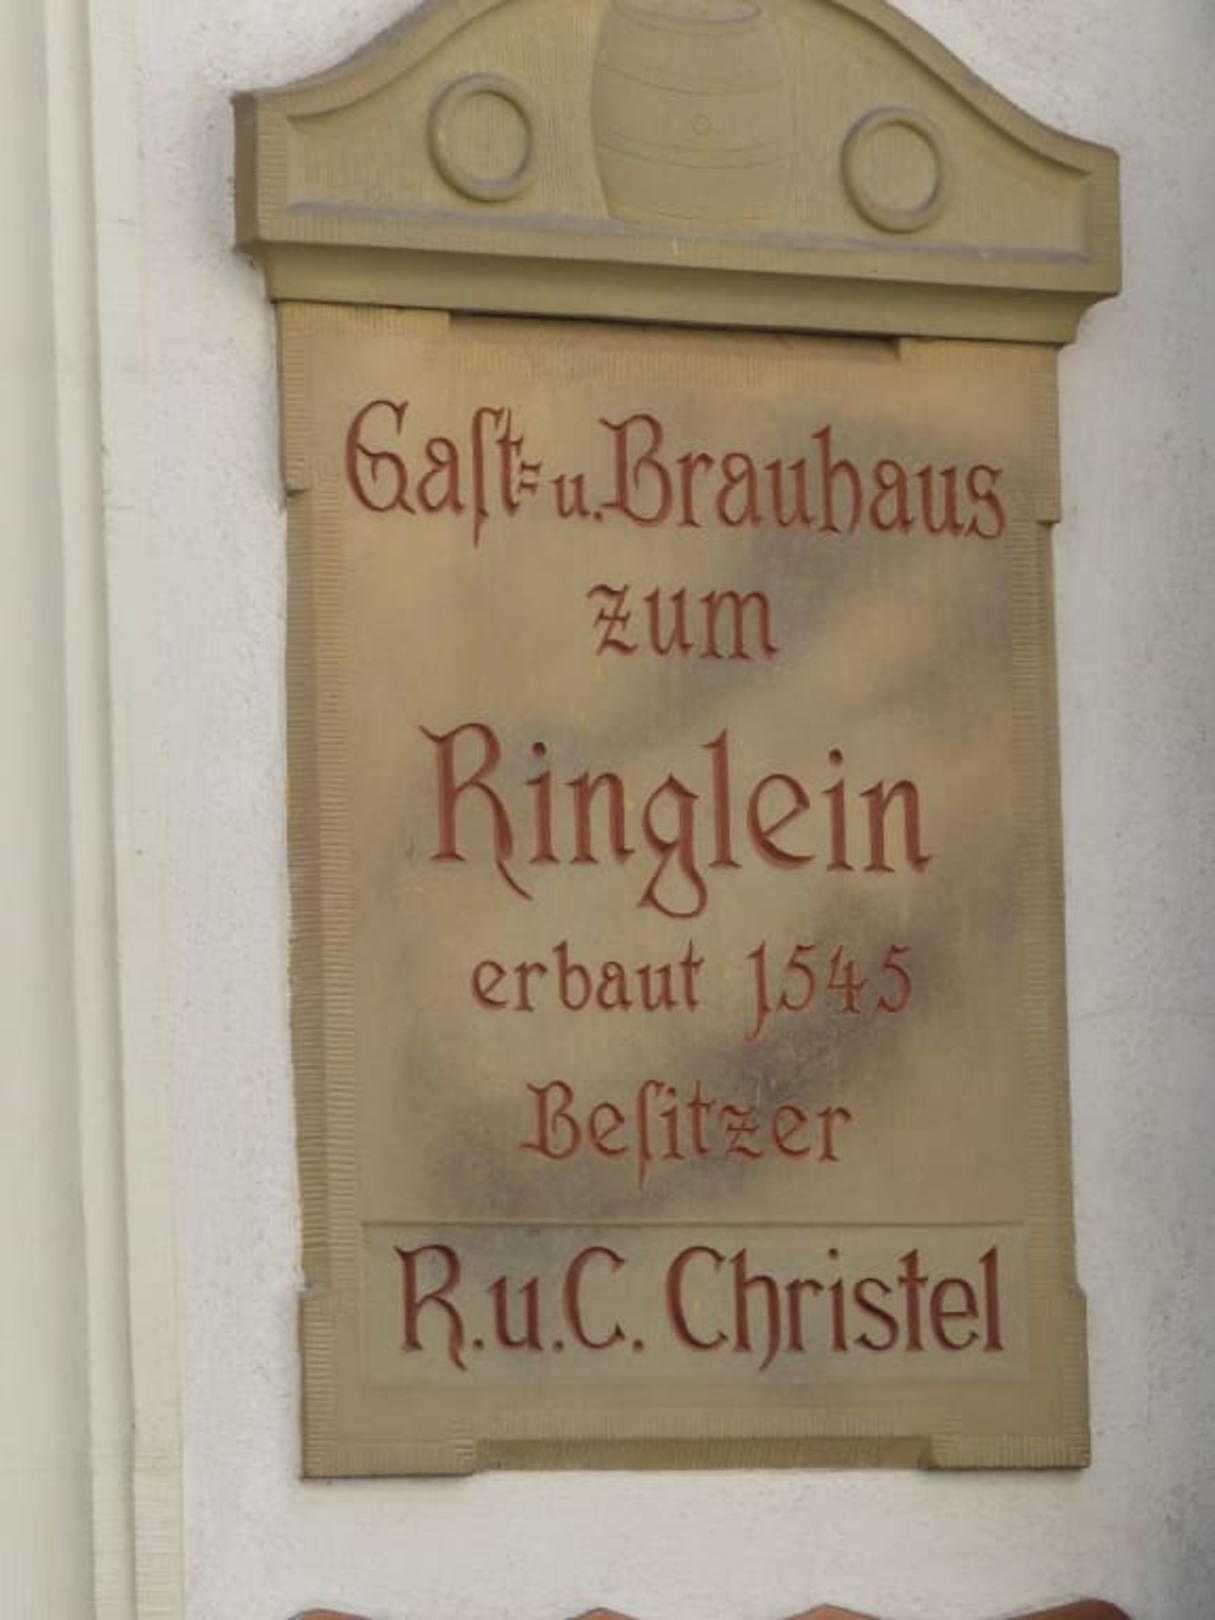 Gaſt- u. Brauhaus
zum
Ringlein
erbaut 1545
Beſitzer
R. u. C. Christel